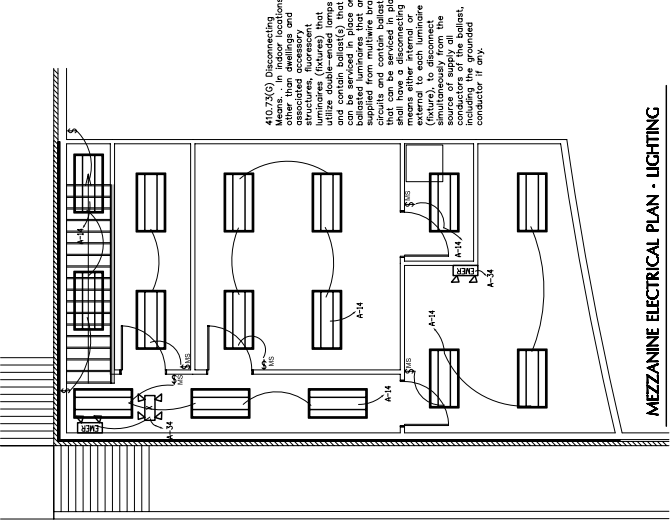 410.73(G) Disconnecting
Means. . In indoor locations
other than dwellings and
associated accessory
structures, fluorescent
luminaires (fixtures) that
utilize double-ended lamps
and contain ballast(s) that
can be serviced in place or
ballasted luminaires that are
supplied from multiwire bra
circuits and contain ballast
that can be serviced in pla
shall have a disconnecting
means either internal or
external to each luminaire
(fixture), to disconnect
simultaneously from the
source of supply all
conductors of the ballast,
including the grounded
conductor if any.
$
A-14
$
$MS
$MS
$MS
EMER
X
A-34
A-14
A-14
$MS
A-14
EMER
A-34
A-14
$MS
MEZZANINE ELECTRICAL PLAN - LIGHTING